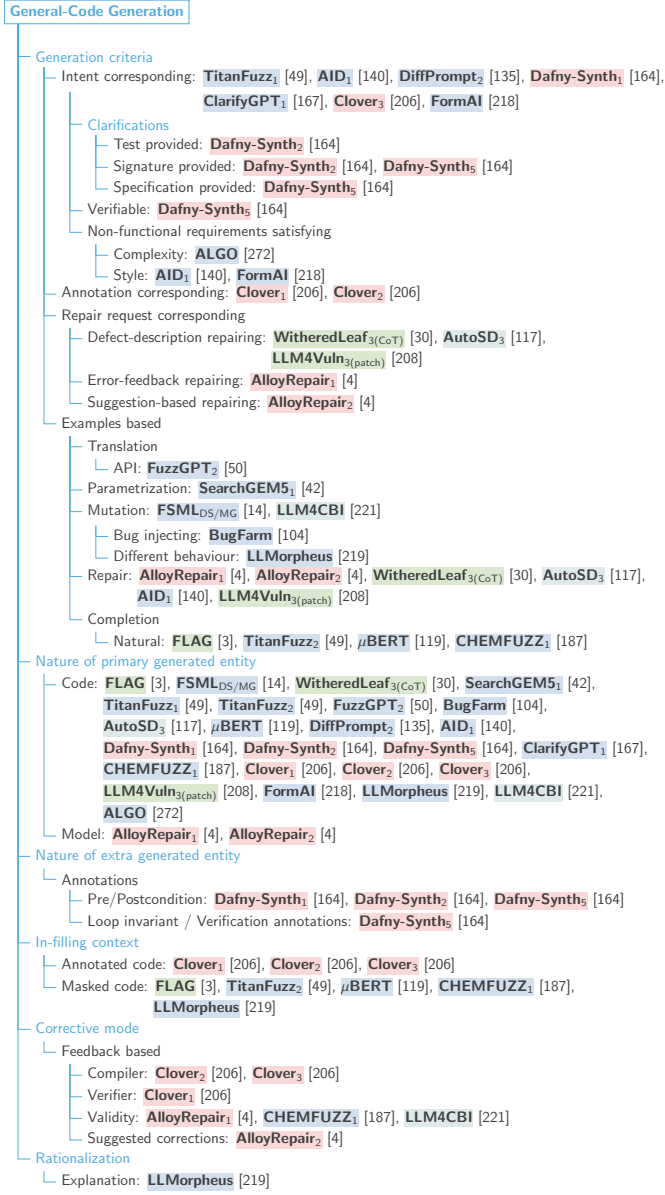 General-Code Generation
Generation criteria
Intent corresponding: TitanFuzz1 [49], AID1 [140], DiffPrompt2 [135], Dafny-Synth1 [164],
ClarifyGPT1 [167], Clover3 [206], FormAI [218]
Clarifications
Test provided: Dafny-Synth2 [164]
Signature provided: Dafny-Synth2 [164], Dafny-Synth5 [164]
Specification provided: Dafny-Synth5 [164]
Verifiable: Dafny-Synth5 [164]
Non-functional requirements satisfying
Complexity: ALGO [272]
Style: AID1 [140], FormAI [218]
Annotation corresponding: Clover1 [206], Clover2 [206]
Repair request corresponding
Defect-description repairing: WitheredLeaf3(CoT) [30], AutoSD3 [117],
LLM4Vuln3(patch) [208]
Error-feedback repairing: AlloyRepair1 [4]
Suggestion-based repairing: AlloyRepair2 [4]
Examples based
Translation
API: FuzzGPT2 [50]
Parametrization: SearchGEM51 [42]
Mutation: FSMLDS/MG [14], LLM4CBI [221]
Bug injecting: BugFarm [104]
Different behaviour: LLMorpheus [219]
Repair: AlloyRepair1 [4], AlloyRepair2 [4], WitheredLeaf3(CoT) [30], AutoSD3 [117],
AID1 [140], LLM4Vuln3(patch) [208]
Completion
Natural: FLAG [3], TitanFuzz2 [49], μBERT [119], CHEMFUZZ1 [187]
Nature of primary generated entity
Code: FLAG [3], FSMLDS/MG [14], WitheredLeaf3(CoT) [30], SearchGEM51 [42],
TitanFuzz1 [49], TitanFuzz2 [49], FuzzGPT2 [50], BugFarm [104],
AutoSD3 [117], μBERT [119], DiffPrompt2 [135], AID1 [140],
Dafny-Synth1 [164], Dafny-Synth2 [164], Dafny-Synth5 [164], ClarifyGPT1 [167],
CHEMFUZZ1 [187], Clover1 [206], Clover2 [206], Clover3 [206],
LLM4Vuln3(patch) [208], FormAI [218], LLMorpheus [219], LLM4CBI [221],
ALGO [272]
Model: AlloyRepair1 [4], AlloyRepair2 [4]
Nature of extra generated entity
Annotations
Pre/Postcondition: Dafny-Synth1 [164], Dafny-Synth2 [164], Dafny-Synth5 [164]
Loop invariant / Verification annotations: Dafny-Synth5 [164]
In-filling context
Annotated code: Clover1 [206], Clover2 [206], Clover3 [206]
Masked code: FLAG [3], TitanFuzz2 [49], μBERT [119], CHEMFUZZ1 [187],
LLMorpheus [219]
Corrective mode
Feedback based
Compiler: Clover2 [206], Clover3 [206]
Verifier: Clover1 [206]
Validity: AlloyRepair1 [4], CHEMFUZZ1 [187], LLM4CBI [221]
Suggested corrections: AlloyRepair2 [4]
Rationalization
Explanation: LLMorpheus [219]